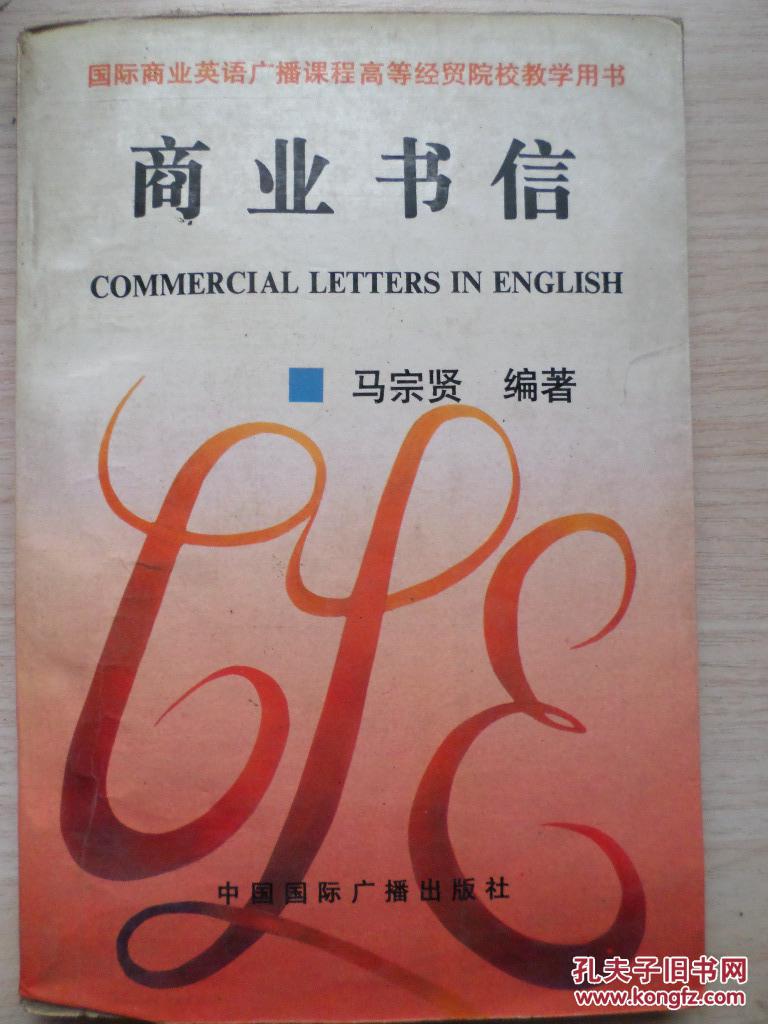 国际商业英语广播课程高等经贸院校教学用书
商业书信
COMMERCIAL LETTERS IN ENGLISH
马宗贤 编著
CLE
中国国际广播出版社
孔夫子旧书网
www.kongfz.com